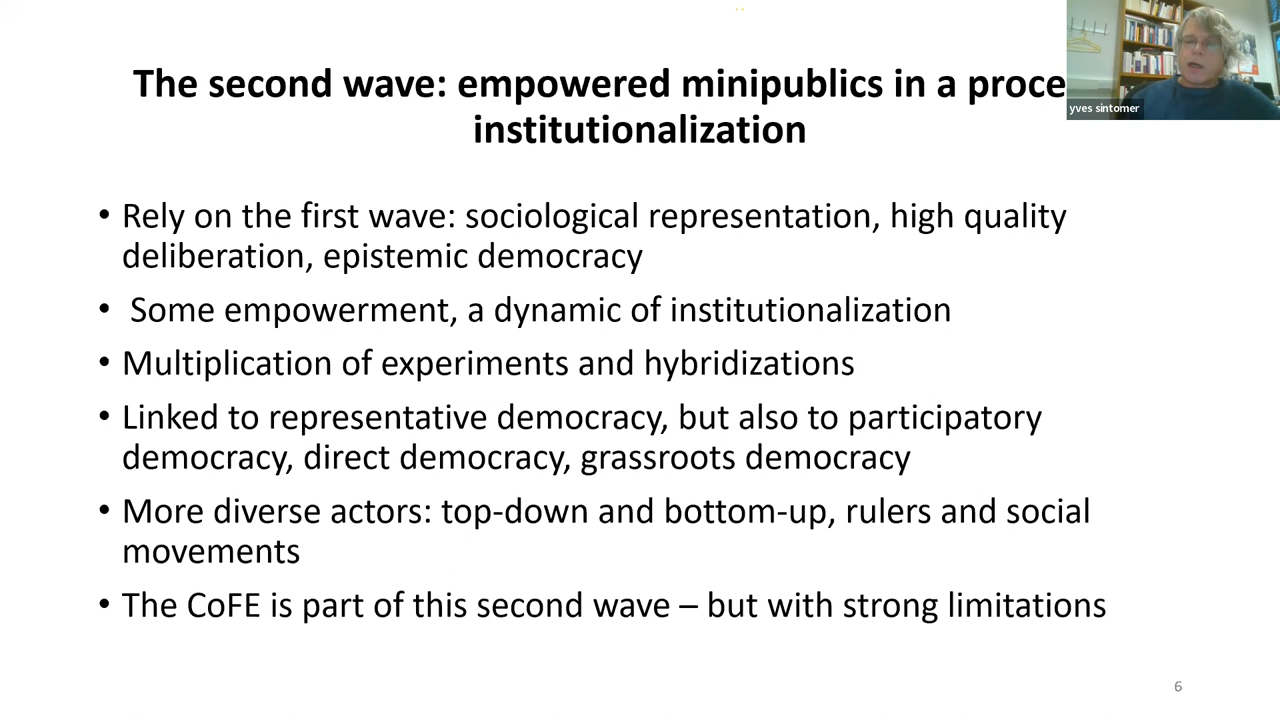 The second wave: empowered minipublics in a proce
institutionalization
yves sintomer
• Rely on the first wave: sociological representation, high quality
deliberation, epistemic democracy
• Some empowerment, a dynamic of institutionalization
• Multiplication of experiments and hybridizations
• Linked to representative democracy, but also to participatory
democracy, direct democracy, grassroots democracy
• More diverse actors: top-down and bottom-up, rulers and social
movements
• The CoFE is part of this second wave – but with strong limitations
6